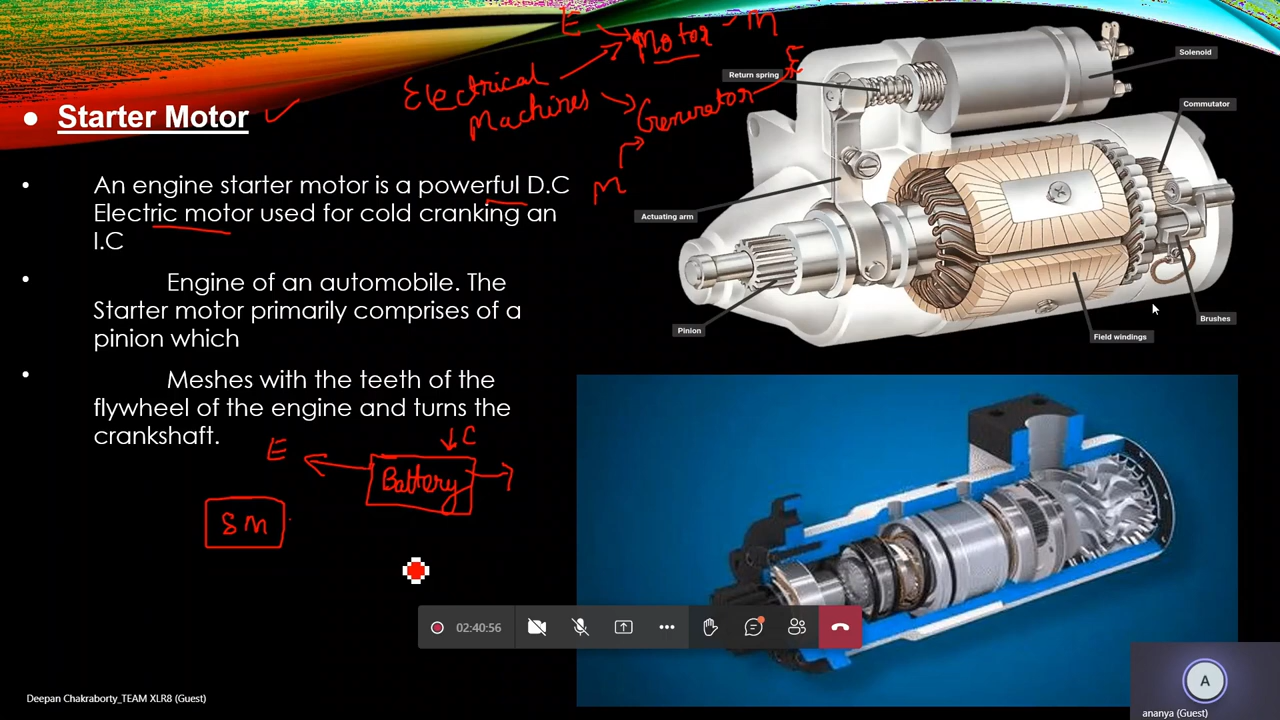 E Motor M
Electrical
Machines
Generator E
M
Return spring
Solenoid
Commutator
Actuating arm
Pinion
Field windings
Brushes
• Starter Motor
• An engine starter motor is a powerful D.C
Electric motor used for cold cranking an
I.C
• Engine of an automobile. The
Starter motor primarily comprises of a
pinion which
• Meshes with the teeth of the
flywheel of the engine and turns the
crankshaft.
E Battery C
SM
02:40:56
Deepan Chakraborty_TEAM XLR8 (Guest)
A
ananya (Guest)